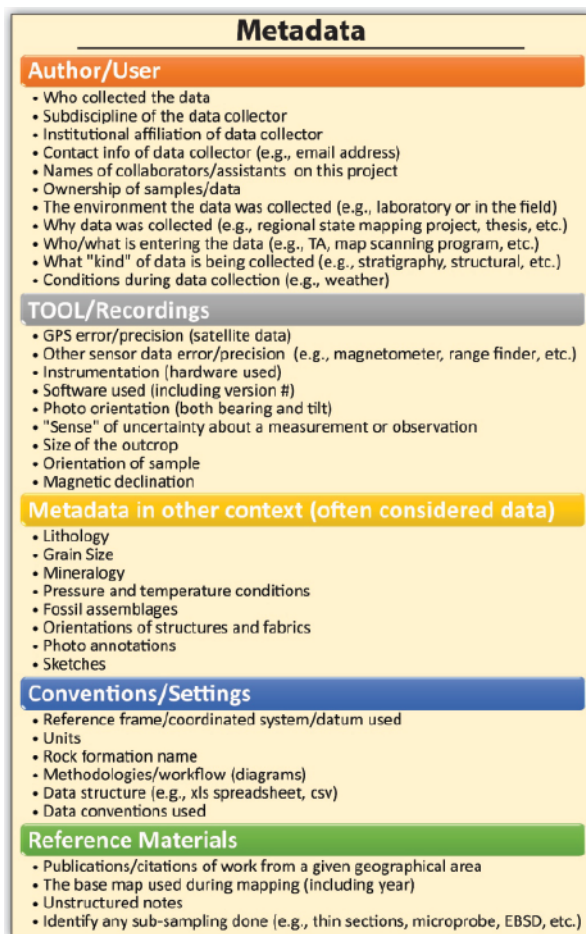 Metadata
Author/User
• Who collected the data
• Subdiscipline of the data collector
• Institutional affiliation of data collector
• Contact info of data collector (e.g., email address)
• Names of collaborators/assistants on this project
• Ownership of samples/data
• The environment the data was collected (e.g., laboratory or in the field)
• Why data was collected (e.g., regional state mapping project, thesis, etc.)
• Who/what is entering the data (e.g., TA, map scanning program, etc.)
• What "kind" of data is being collected (e.g., stratigraphy, structural, etc.)
• Conditions during data collection (e.g., weather)
TOOL/Recordings
• GPS error/precision (satellite data)
• Other sensor data error/precision (e.g., magnetometer, range finder, etc.)
• Instrumentation (hardware used)
• Software used (including version #)
• Photo orientation (both bearing and tilt)
• "Sense" of uncertainty about a measurement or observation
• Size of the outcrop
• Orientation of sample
• Magnetic declination
Metadada in other context (often considered data)
• Lithology
• Grain Size
• Mineralogy
• Pressure and temperature conditions
• Fossil assemblages
• Orientations of structures and fabrics
• Photo annotations
• Sketches
Conventions/Settings
• Reference frame/coordinated system/datum used
• Units
• Rock formation name
• Methodologies/workflow (diagrams)
• Data structure (e.g., xls spreadsheet, csv)
• Data conventions used
Reference Materials
• Publications/citations of work from a given geographical area
• The base map used during mapping (including year)
• Unstructured notes
• Identify any sub-sampling done (e.g., thin sections, microprobe, EBSD, etc.)